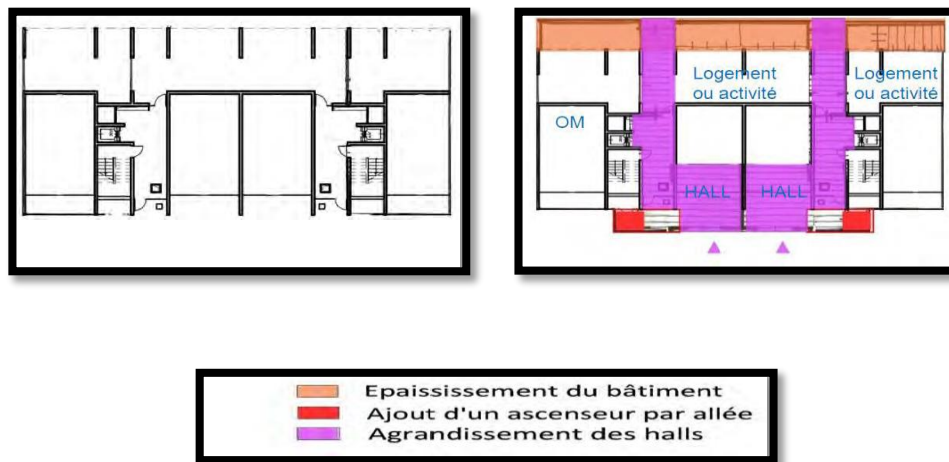 Logement
ou activité
Logement
ou activité
OM
HALL
HALL
Epaississement du bâtiment
Ajout d'un ascenseur par allée
Agrandissement des halls